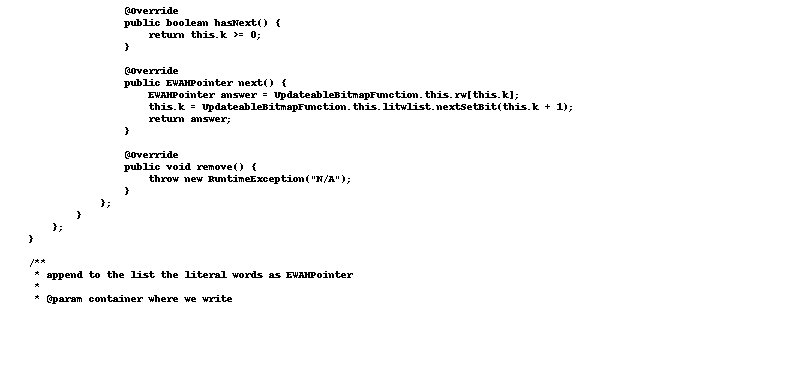 @Override
public boolean hasNext() {
return this.k >= 0;
}
@Override
public EWAHPointer next() {
EWAHPointer answer = UpdateableBitmapFunction.this.rw[this.k];
this.k = UpdateableBitmapFunction.this.litwlist.nextSetBit(this.k + 1);
return answer;
}
@Override
public void remove() {
throw new RuntimeException("N/A");
}
};
}
};
}
/**
* append to the list the literal words as EWAHPointer
*
* @param container where we write